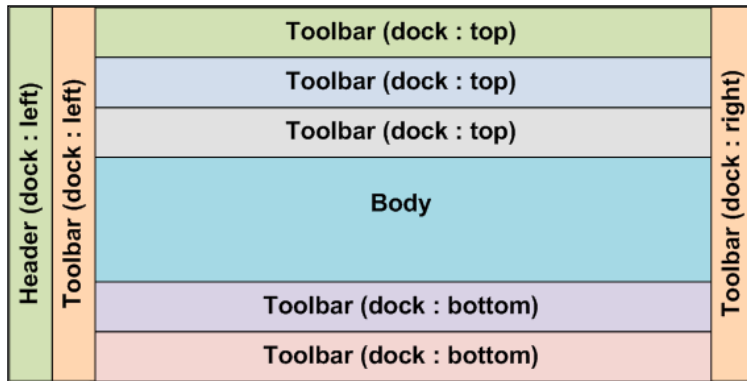 Header (dock : left)
Toolbar (dock : left)
Toolbar (dock : top)
Toolbar (dock : top)
Toolbar (dock : top)
Body
Toolbar (dock : bottom)
Toolbar (dock : bottom)
Toolbar (dock : right)